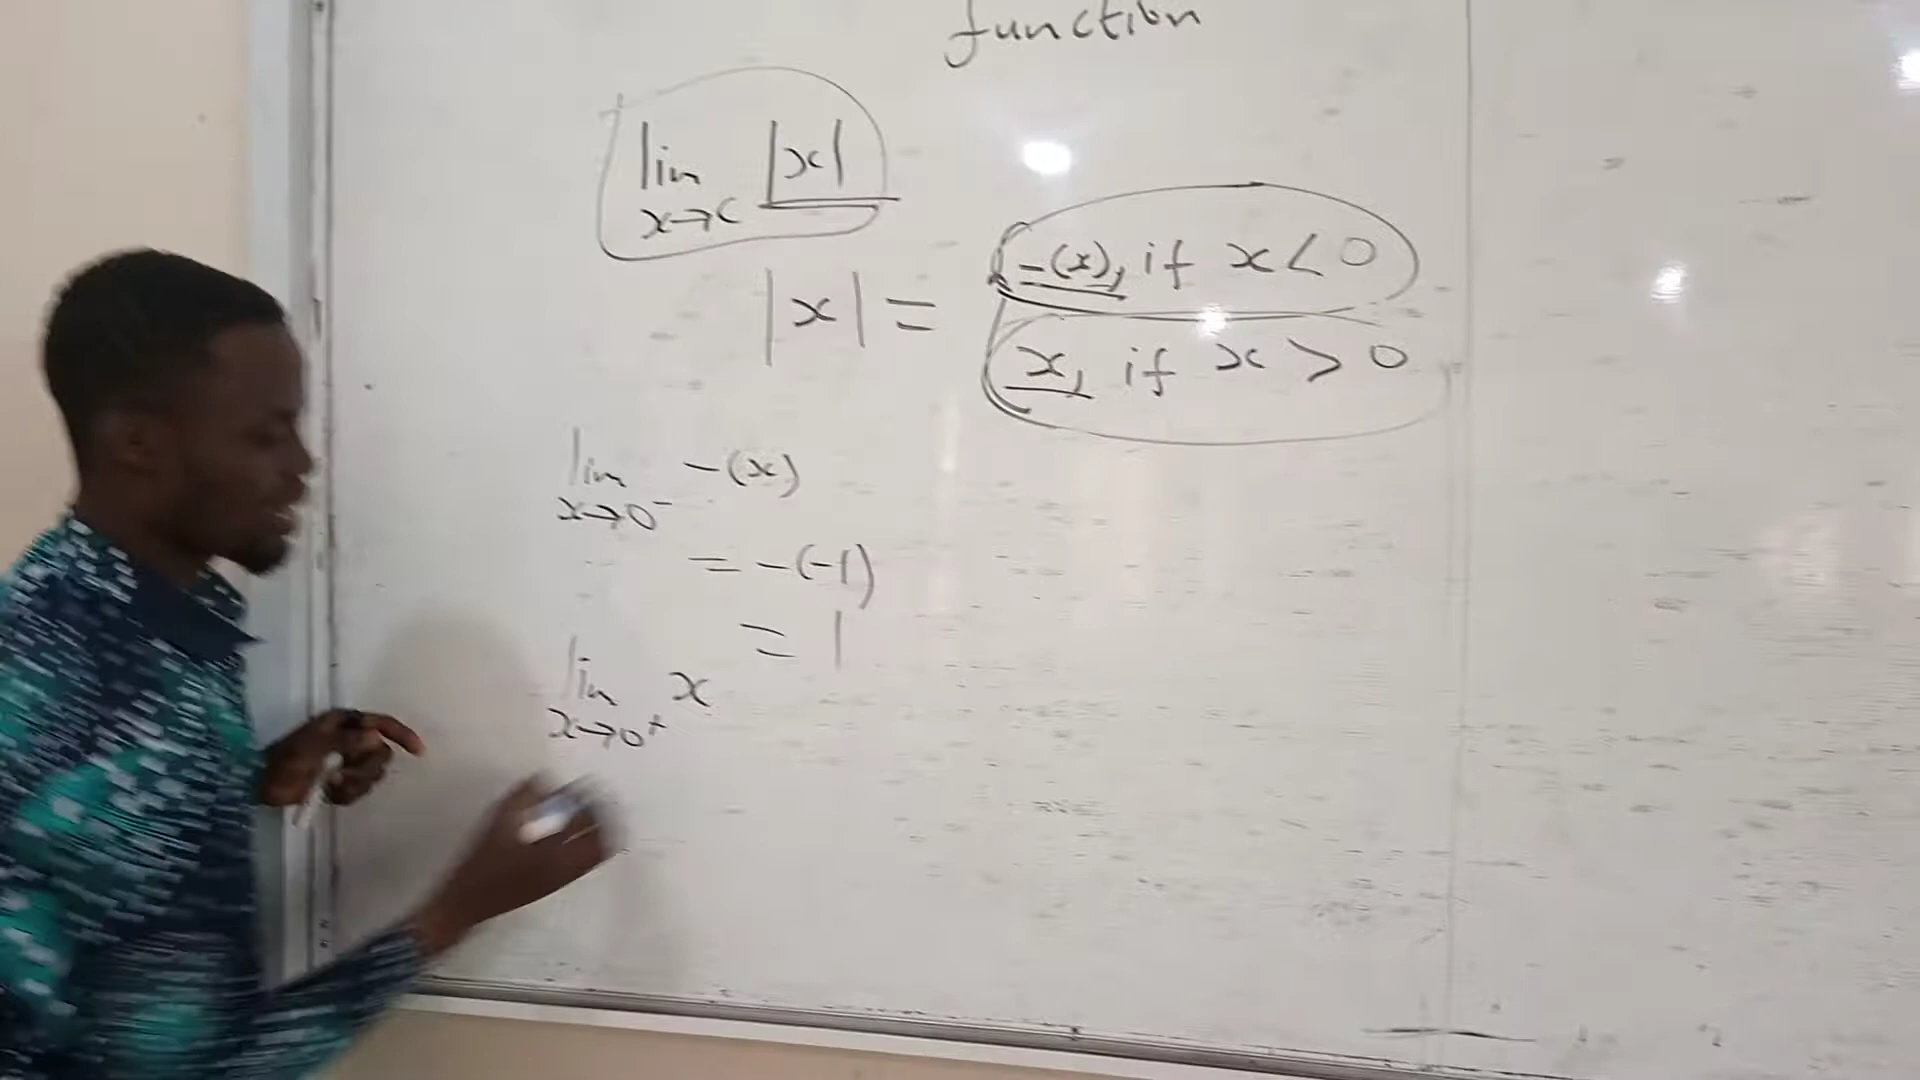 function
lim |x|
x→c
|x| = -(x), if x < 0
x, if x > 0
lim -(x)
x→0⁻
= -(-1)
= 1
lim x
x→0⁺